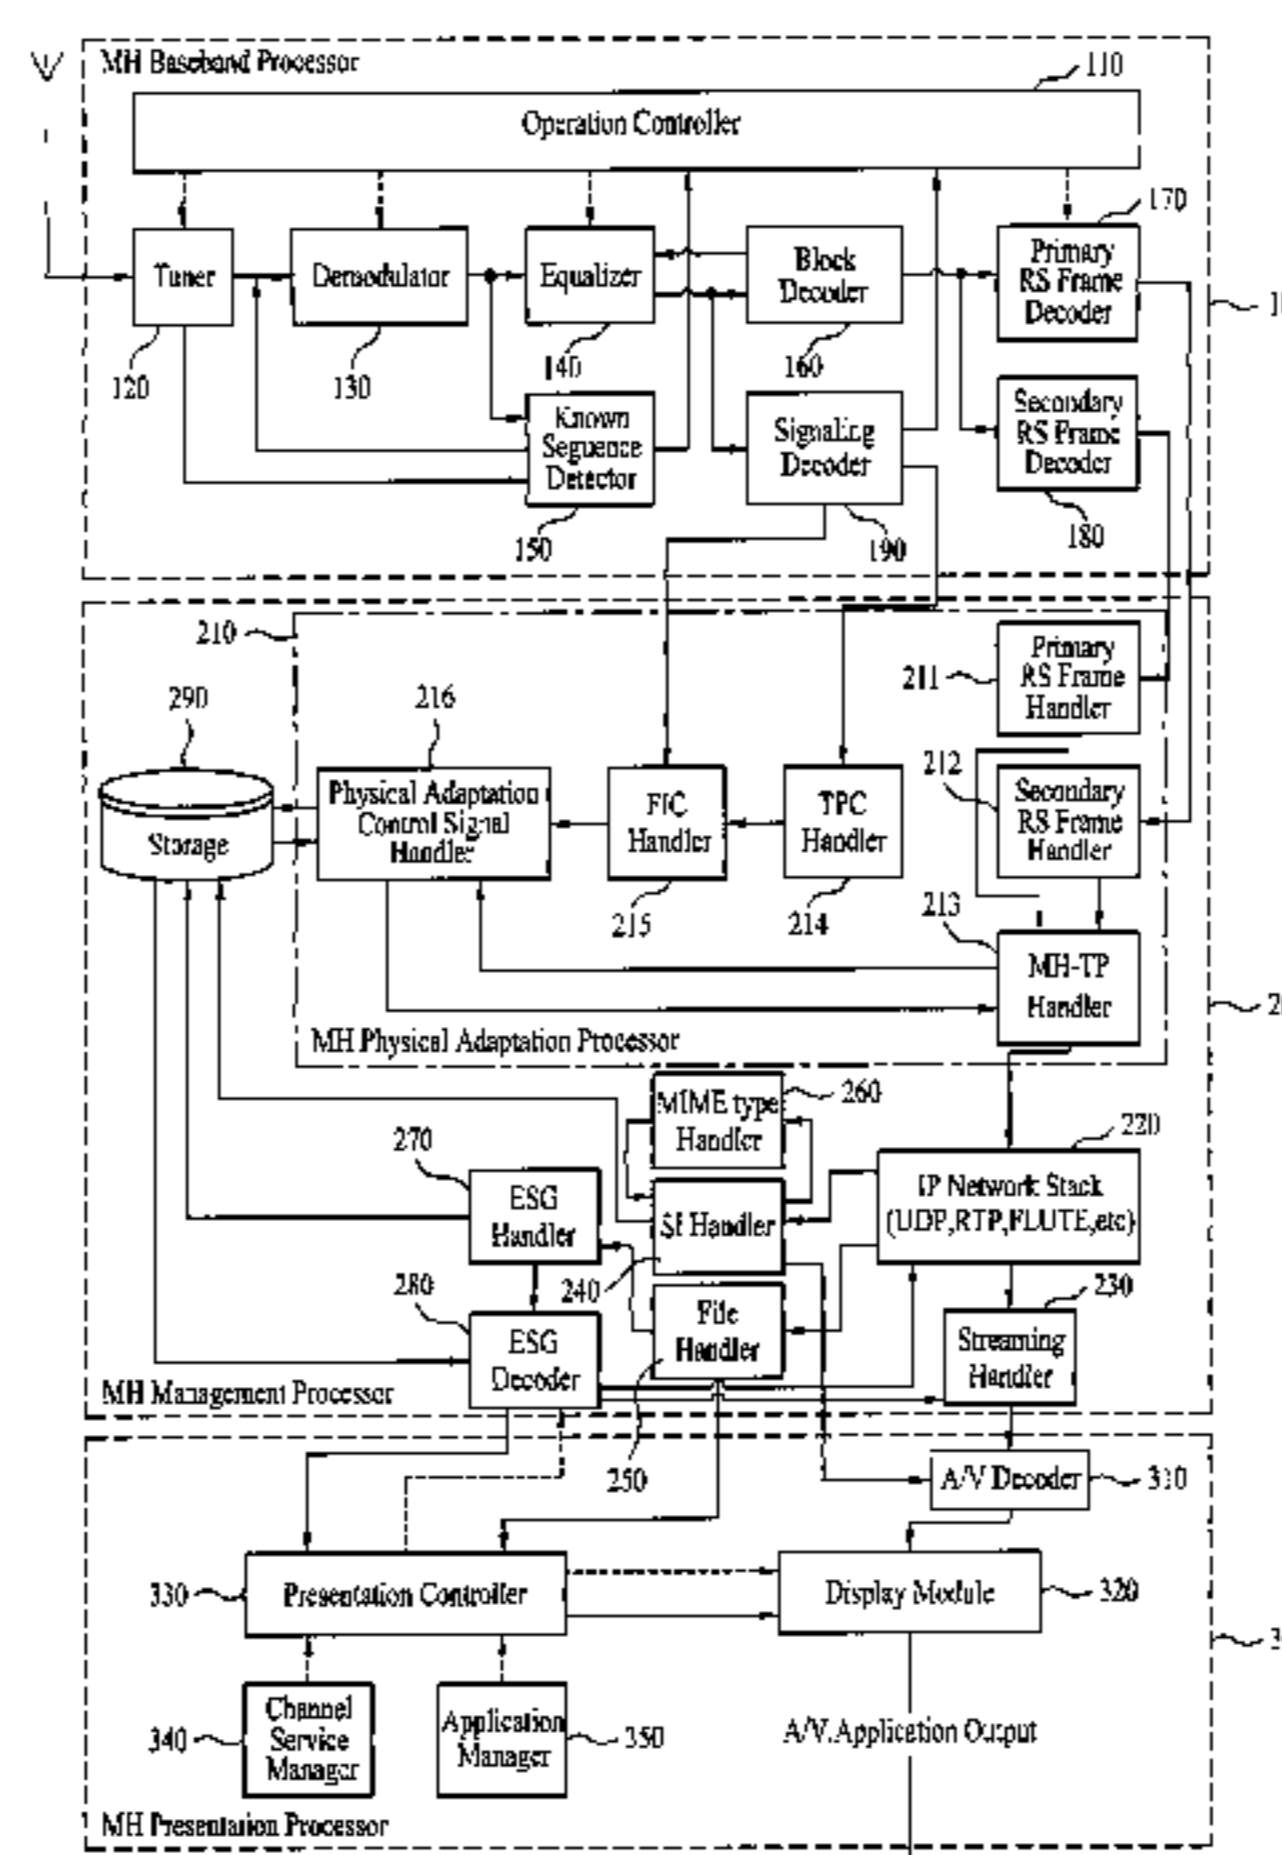 MH Baseband Processor
110
Operation Controller
170
Tuner
Demodulator
Equalizer
Block
Decoder
Primary
RS Frame
Decoder
120
130
140
160
Known
Seguence
Detector
Signaling
Decoder
Secondary
RS Frame
Decoder
150
190
180
210
Primary
RS Frame
Handler
211
290
216
212
Storage
Physical Adaptation
Control Signal
Handler
FIC
Handler
TPC
Handler
Secondary
RS Frame
Handler
215
214
213
MH-TP
Handler
MH Physical Adaptation Processor
MIME type
Handler
260
270
220
ESG
Handler
SI Handler
IP Network Stack
(UDP,RTP,FLUTE,etc)
280
240
230
ESG
Decoder
File
Handler
Streaming
Handler
MH Management Processor
250
A/V Decoder
310
330
Presentation Controller
Display Module
320
340
Channel
Service
Manager
Application
Manager
350
A/V.Application Output
MH Presentation Processor